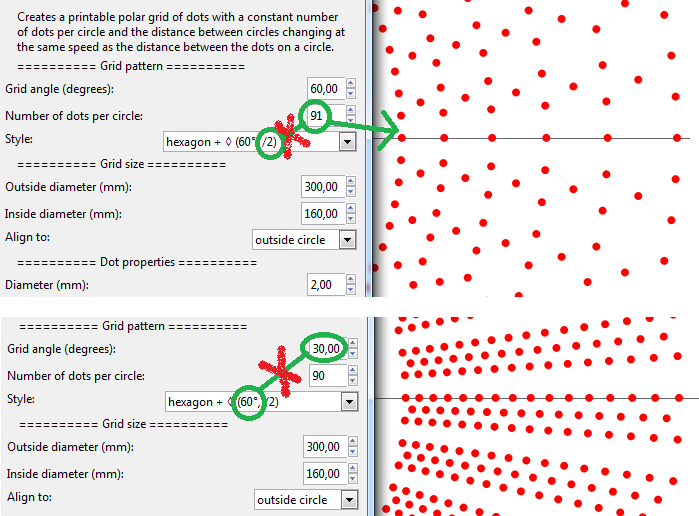 Creates a printable polar grid of dots with a constant number
of dots per circle and the distance between circles changing at
the same speed as the distance between the dots on a circle.
========== Grid pattern ==========
Grid angle (degrees): 60,00
Number of dots per circle: 91
Style: hexagon + ◊ (60°, /2)
========== Grid size ==========
Outside diameter (mm): 300,00
Inside diameter (mm): 160,00
Align to: outside circle
========== Dot properties ==========
Diameter (mm): 2,00
========== Grid pattern ==========
Grid angle (degrees): 30,00
Number of dots per circle: 90
Style: hexagon + ◊ (60°, /2)
========== Grid size ==========
Outside diameter (mm): 300,00
Inside diameter (mm): 160,00
Align to: outside circle